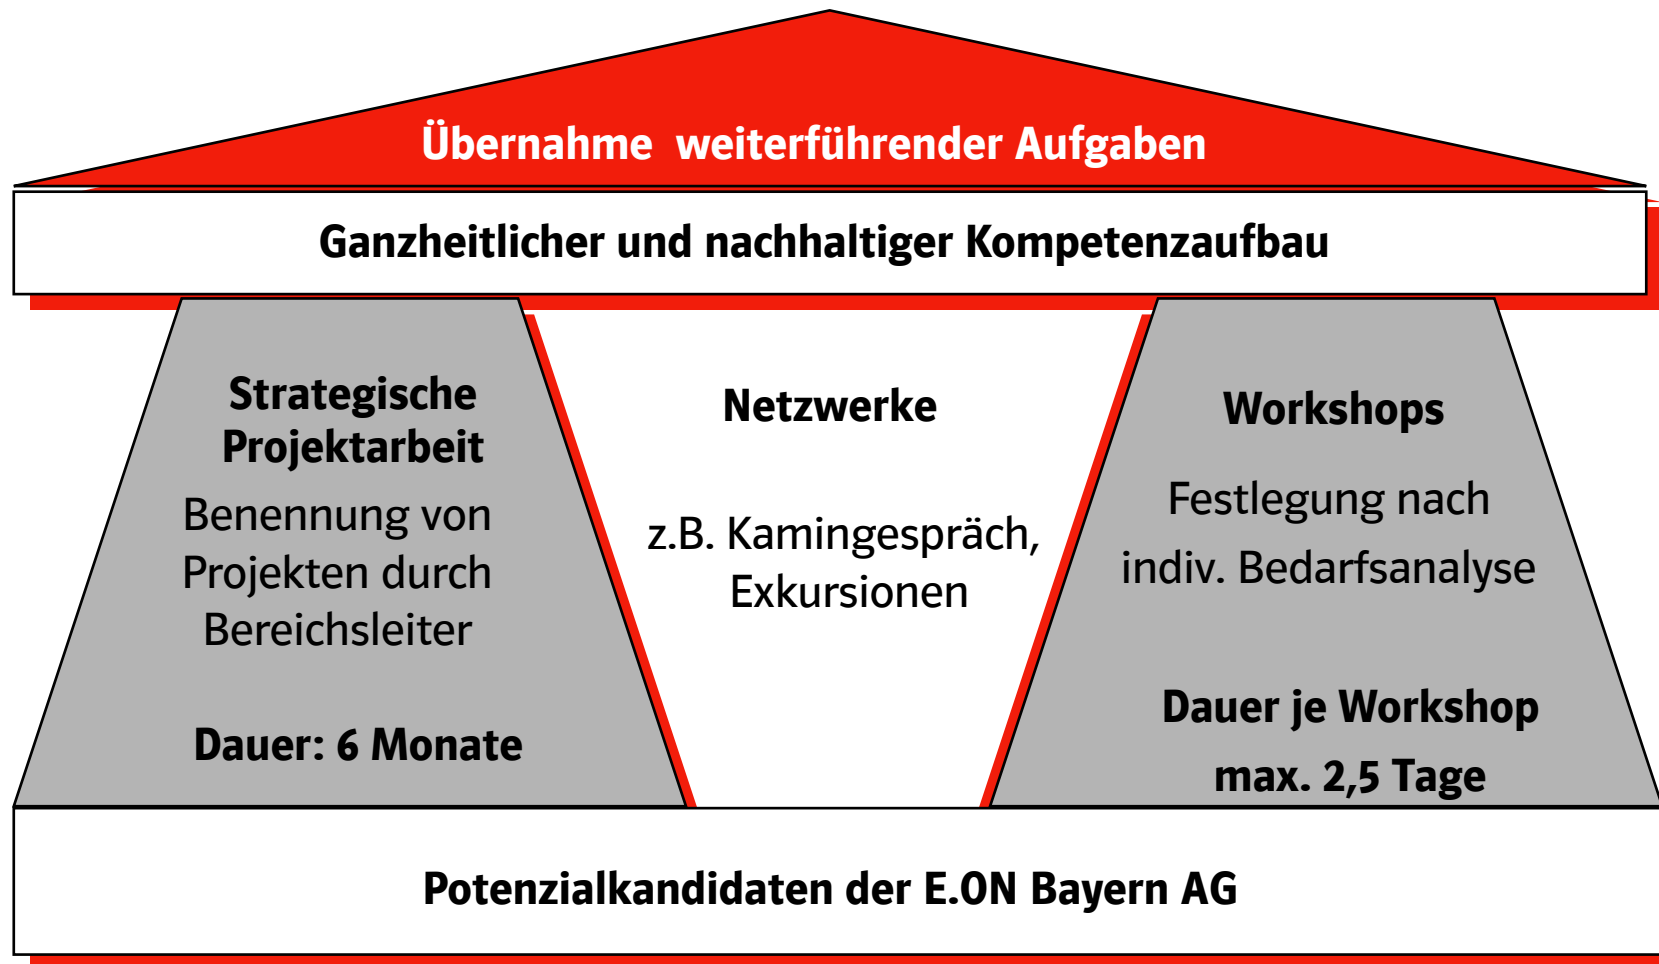 Übernahme weiterführender Aufgaben
Ganzheitlicher und nachhaltiger Kompetenzaufbau
Strategische
Projektarbeit
Benennung von
Projekten durch
Bereichsleiter
Dauer: 6 Monate
Netzwerke
z.B. Kamingespräch,
Exkursionen
Workshops
Festlegung nach
indiv. Bedarfsanalyse
Dauer je Workshop
max. 2,5 Tage
Potenzialkandidaten der E.ON Bayern AG